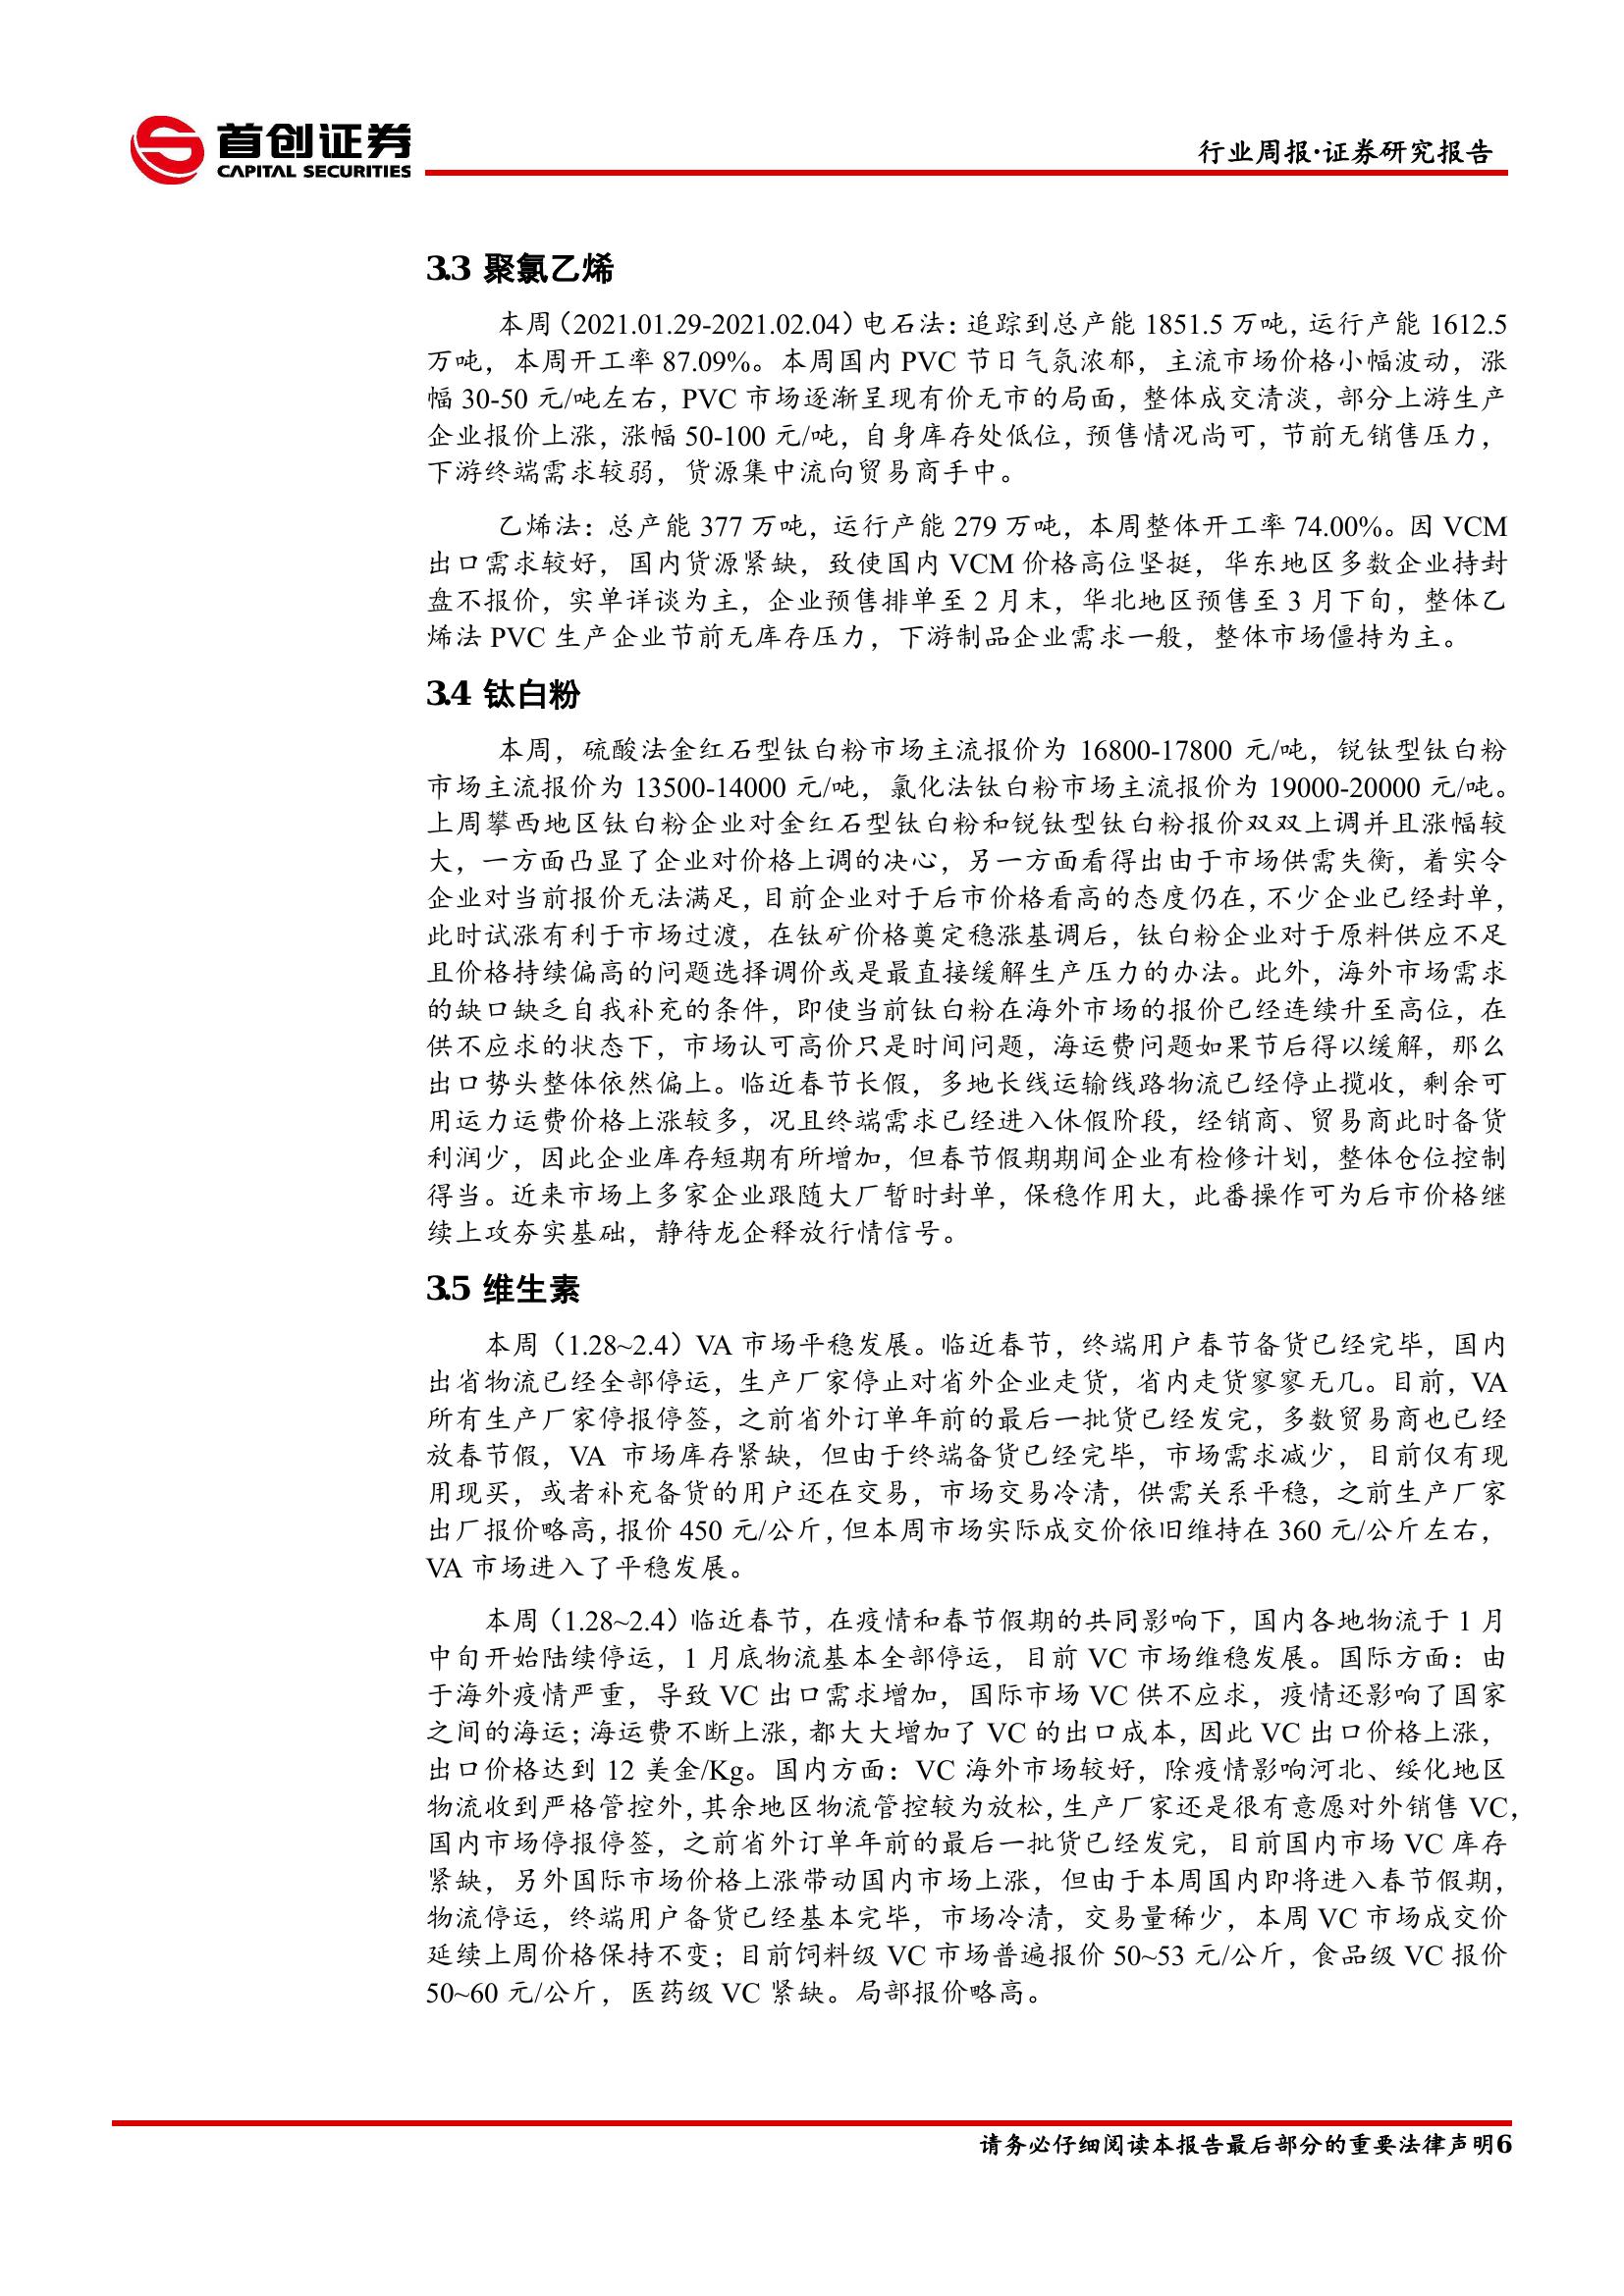 首创证券
CAPITAL SECURITIES
行业周报·证券研究报告
3.3 聚氯乙烯
本周（2021.01.29-2021.02.04）电石法：追踪到总产能 1851.5 万吨，运行产能 1612.5
万吨，本周开工率 87.09%。本周国内 PVC 节日气氛浓郁，主流市场价格小幅波动，涨
幅 30-50 元/吨左右，PVC 市场逐渐呈现有价无市的局面，整体成交清淡，部分上游生产
企业报价上涨，涨幅 50-100 元/吨，自身库存处低位，预售情况尚可，节前无销售压力，
下游终端需求较弱，货源集中流向贸易商手中。
乙烯法：总产能 377 万吨，运行产能 279 万吨，本周整体开工率 74.00%。因 VCM
出口需求较好，国内货源紧缺，致使国内 VCM 价格高位坚挺，华东地区多数企业持封
盘不报价，实单详谈为主，企业预售排单至 2 月末，华北地区预售至 3 月下旬，整体乙
烯法 PVC 生产企业节前无库存压力，下游制品企业需求一般，整体市场僵持为主。
3.4 钛白粉
本周，硫酸法金红石型钛白粉市场主流报价为 16800-17800 元/吨，锐钛型钛白粉
市场主流报价为 13500-14000 元/吨，氯化法钛白粉市场主流报价为 19000-20000 元/吨。
上周攀西地区钛白粉企业对金红石型钛白粉和锐钛型钛白粉报价双双上调并且涨幅较
大，一方面凸显了企业对价格上调的决心，另一方面看得出由于市场供需失衡，着实令
企业对当前报价无法满足，目前企业对于后市价格看高的态度仍在，不少企业已经封单，
此时试涨有利于市场过渡，在钛矿价格奠定稳涨基调后，钛白粉企业对于原料供应不足
且价格持续偏高的问题选择调价或是最直接缓解生产压力的办法。此外，海外市场需求
的缺口缺乏自我补充的条件，即使当前钛白粉在海外市场的报价已经连续升至高位，在
供不应求的状态下，市场认可高价只是时间问题，海运费问题如果节后得以缓解，那么
出口势头整体依然偏上。临近春节长假，多地长线运输线路物流已经停止揽收，剩余可
用运力运费价格上涨较多，况且终端需求已经进入休假阶段，经销商、贸易商此时备货
利润少，因此企业库存短期有所增加，但春节假期期间企业有检修计划，整体仓位控制
得当。近来市场上多家企业跟随大厂暂时封单，保稳作用大，此番操作可为后市价格继
续上攻夯实基础，静待龙企释放行情信号。
3.5 维生素
本周（1.28~2.4）VA 市场平稳发展。临近春节，终端用户春节备货已经完毕，国内
出省物流已经全部停运，生产厂家停止对省外企业走货，省内走货寥寥无几。目前，VA
所有生产厂家停报停签，之前省外订单年前的最后一批货已经发完，多数贸易商也已经
放春节假，VA 市场库存紧缺，但由于终端备货已经完毕，市场需求减少，目前仅有现
用现买，或者补充备货的用户还在交易，市场交易冷清，供需关系平稳，之前生产厂家
出厂报价略高，报价 450 元/公斤，但本周市场实际成交价依旧维持在 360 元/公斤左右，
VA 市场进入了平稳发展。
本周（1.28~2.4）临近春节，在疫情和春节假期的共同影响下，国内各地物流于 1 月
中旬开始陆续停运，1 月底物流基本全部停运，目前 VC 市场维稳发展。国际方面：由
于海外疫情严重，导致 VC 出口需求增加，国际市场 VC 供不应求，疫情还影响了国家
之间的海运；海运费不断上涨，都大大增加了 VC 的出口成本，因此 VC 出口价格上涨，
出口价格达到 12 美金/Kg。国内方面：VC 海外市场较好，除疫情影响河北、绥化地区
物流收到严格管控外，其余地区物流管控较为放松，生产厂家还是很有意愿对外销售 VC，
国内市场停报停签，之前省外订单年前的最后一批货已经发完，目前国内市场 VC 库存
紧缺，另外国际市场价格上涨带动国内市场上涨，但由于本周国内即将进入春节假期，
物流停运，终端用户备货已经基本完毕，市场冷清，交易量稀少，本周 VC 市场成交价
延续上周价格保持不变；目前饲料级 VC 市场普遍报价 50~53 元/公斤，食品级 VC 报价
50~60 元/公斤，医药级 VC 紧缺。局部报价略高。
请务必仔细阅读本报告最后部分的重要法律声明6